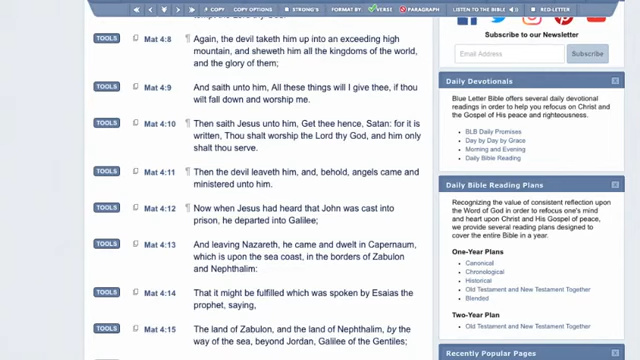 COPY COPY OPTIONS STRONG'S FORMAT BY VERSE PARAGRAPH LISTEN TO THE BIBLE RED-LETTER
TOOLS Mat 4:8 ¶ Again, the devil taketh him up into an exceeding high
mountain, and sheweth him all the kingdoms of the world,
and the glory of them;
TOOLS Mat 4:9 And saith unto him, All these things will I give thee, if thou
wilt fall down and worship me.
TOOLS Mat 4:10 ¶ Then saith Jesus unto him, Get thee hence, Satan: for it is
written, Thou shalt worship the Lord thy God, and him only
shalt thou serve.
TOOLS Mat 4:11 ¶ Then the devil leaveth him, and, behold, angels came and
ministered unto him.
TOOLS Mat 4:12 ¶ Now when Jesus had heard that John was cast into
prison, he departed into Galilee;
TOOLS Mat 4:13 And leaving Nazareth, he came and dwelt in Capernaum,
which is upon the sea coast, in the borders of Zabulon
and Nephthalim:
TOOLS Mat 4:14 That it might be fulfilled which was spoken by Esaias the
prophet, saying,
TOOLS Mat 4:15 The land of Zabulon, and the land of Nephthalim, by the
way of the sea, beyond Jordan, Galilee of the Gentiles;
Subscribe to our Newsletter
Email Address Subscribe
Daily Devotionals
Blue Letter Bible offers several daily devotional
readings in order to help you refocus on Christ and
the Gospel of His peace and righteousness.
BLB Daily Promises
Day by Day by Grace
Morning and Evening
Daily Bible Reading
Daily Bible Reading Plans
Recognizing the value of consistent reflection upon
the Word of God in order to refocus one's mind
and heart upon Christ and His Gospel of peace,
we provide several reading plans designed to
cover the entire Bible in a year.
One-Year Plans
Canonical
Chronological
Historical
Old Testament and New Testament Together
Blended
Two-Year Plan
Old Testament and New Testament Together
Recently Popular Pages